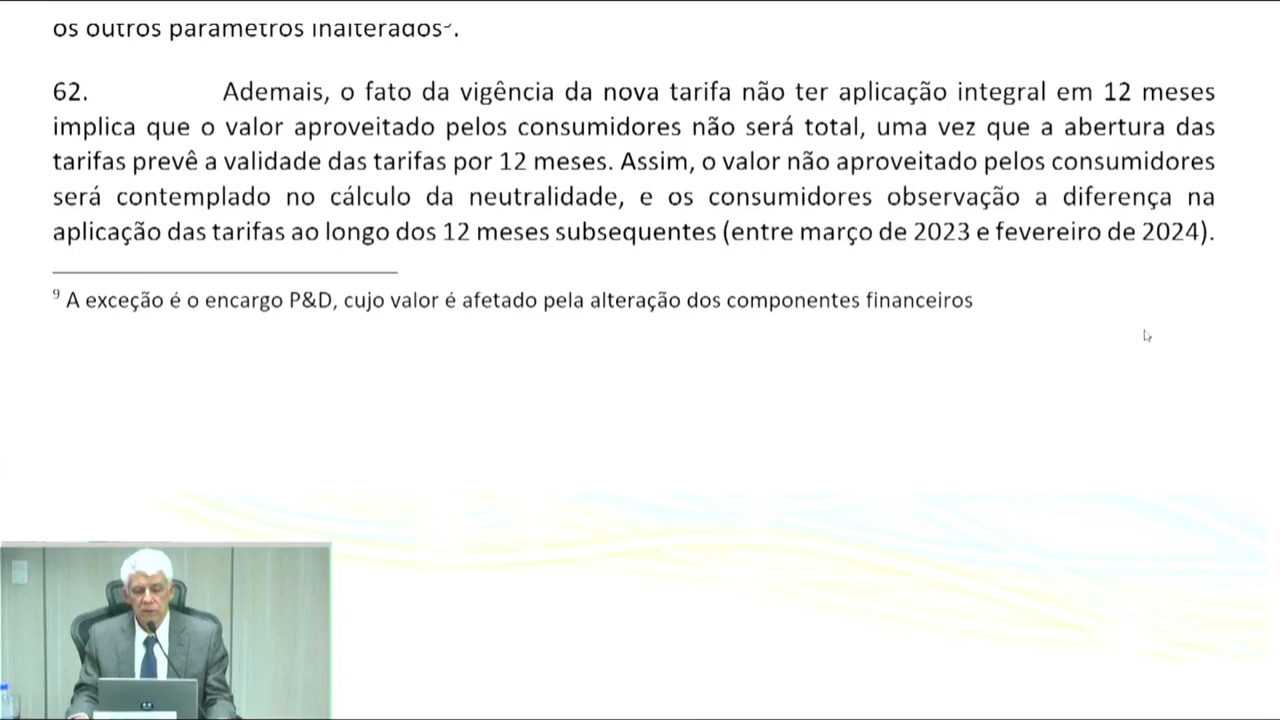 os outros parâmetros inalterados⁹.
62. Ademais, o fato da vigência da nova tarifa não ter aplicação integral em 12 meses
implica que o valor aproveitado pelos consumidores não será total, uma vez que a abertura das
tarifas prevê a validade das tarifas por 12 meses. Assim, o valor não aproveitado pelos consumidores
será contemplado no cálculo da neutralidade, e os consumidores observação a diferença na
aplicação das tarifas ao longo dos 12 meses subsequentes (entre março de 2023 e fevereiro de 2024).
⁹ A exceção é o encargo P&D, cujo valor é afetado pela alteração dos componentes financeiros